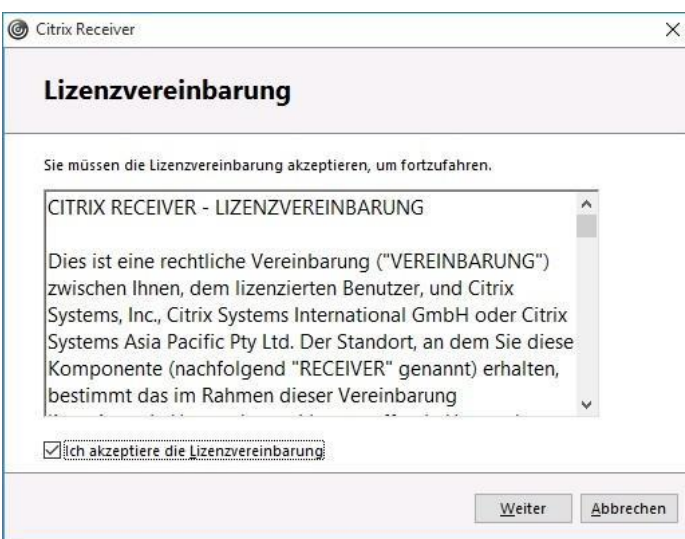 Citrix Receiver
Lizenzvereinbarung
Sie müssen die Lizenzvereinbarung akzeptieren, um fortzufahren.
CITRIX RECEIVER - LIZENZVEREINBARUNG
Dies ist eine rechtliche Vereinbarung ("VEREINBARUNG")
zwischen Ihnen, dem lizenzierten Benutzer, und Citrix
Systems, Inc., Citrix Systems International GmbH oder Citrix
Systems Asia Pacific Pty Ltd. Der Standort, an dem Sie diese
Komponente (nachfolgend "RECEIVER" genannt) erhalten,
bestimmt das im Rahmen dieser Vereinbarung
Ich akzeptiere die Lizenzvereinbarung
Weiter
Abbrechen